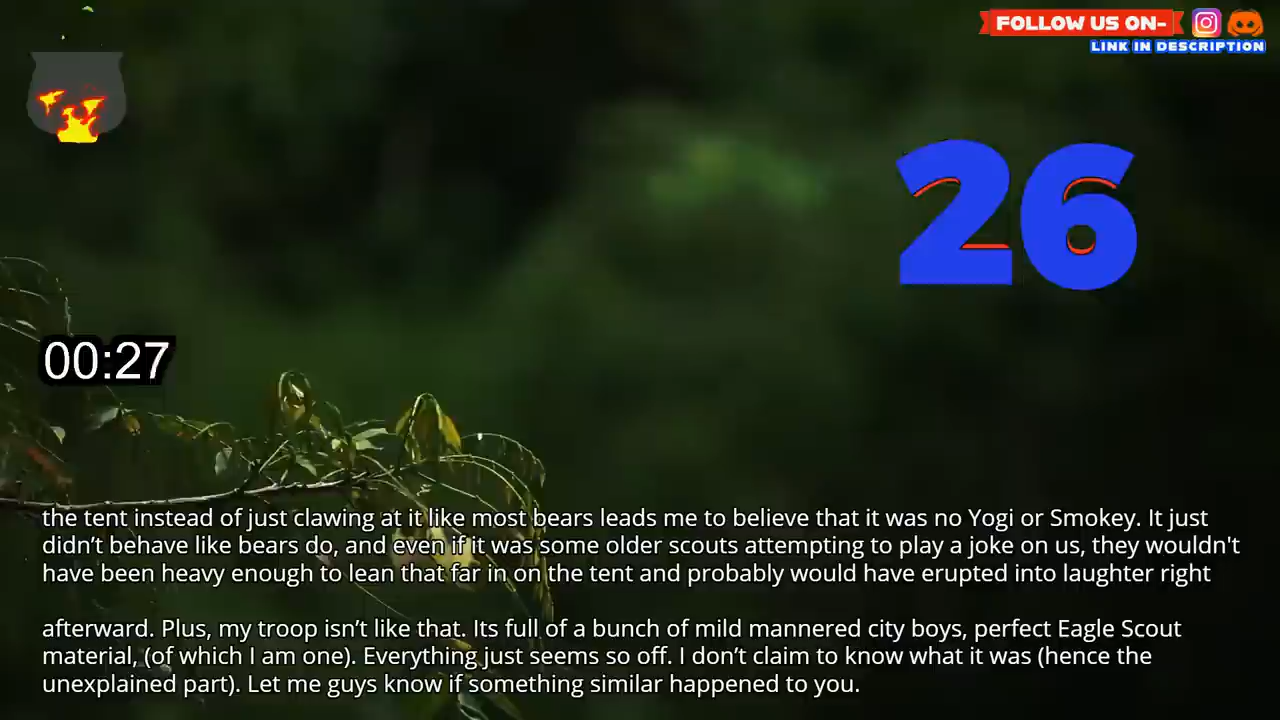 FOLLOW US ON-
LINK IN DESCRIPTION
26
00:27
the tent instead of just clawing at it like most bears leads me to believe that it was no Yogi or Smokey. It just
didn’t behave like bears do, and even if it was some older scouts attempting to play a joke on us, they wouldn't
have been heavy enough to lean that far in on the tent and probably would have erupted into laughter right
afterward. Plus, my troop isn’t like that. Its full of a bunch of mild mannered city boys, perfect Eagle Scout
material, (of which I am one). Everything just seems so off. I don’t claim to know what it was (hence the
unexplained part). Let me guys know if something similar happened to you.